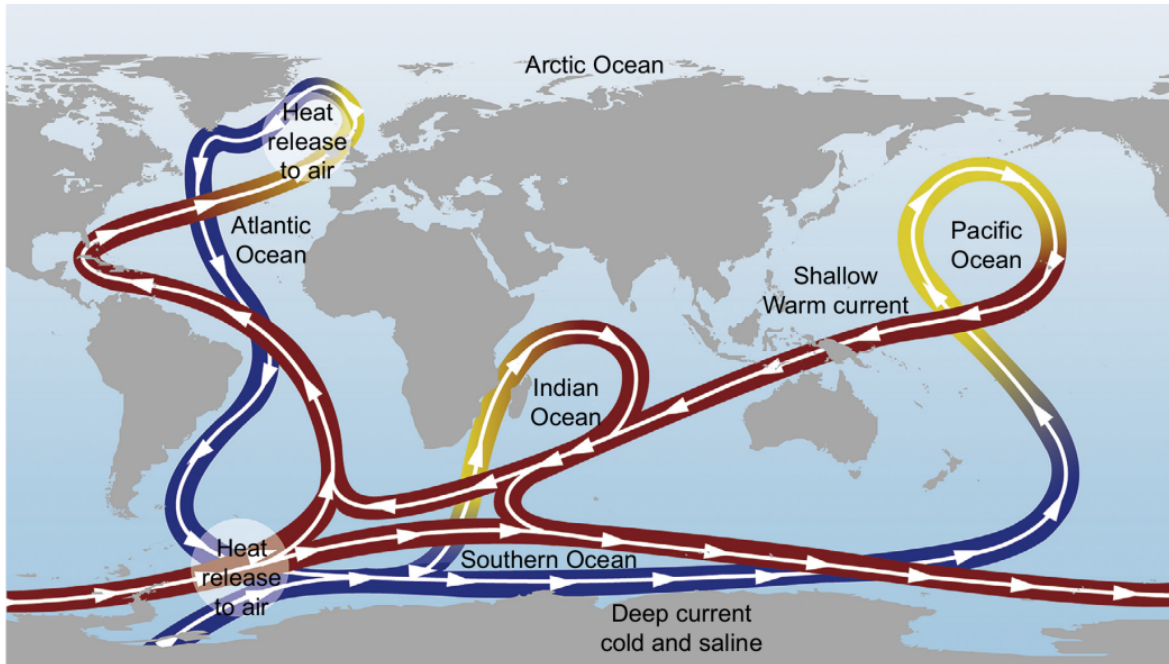 Arctic Ocean
Heat
release
to air
Atlantic
Ocean
Pacific
Ocean
Shallow
Warm current
Indian
Ocean
Heat
release
to air
Southern Ocean
Deep current
cold and saline